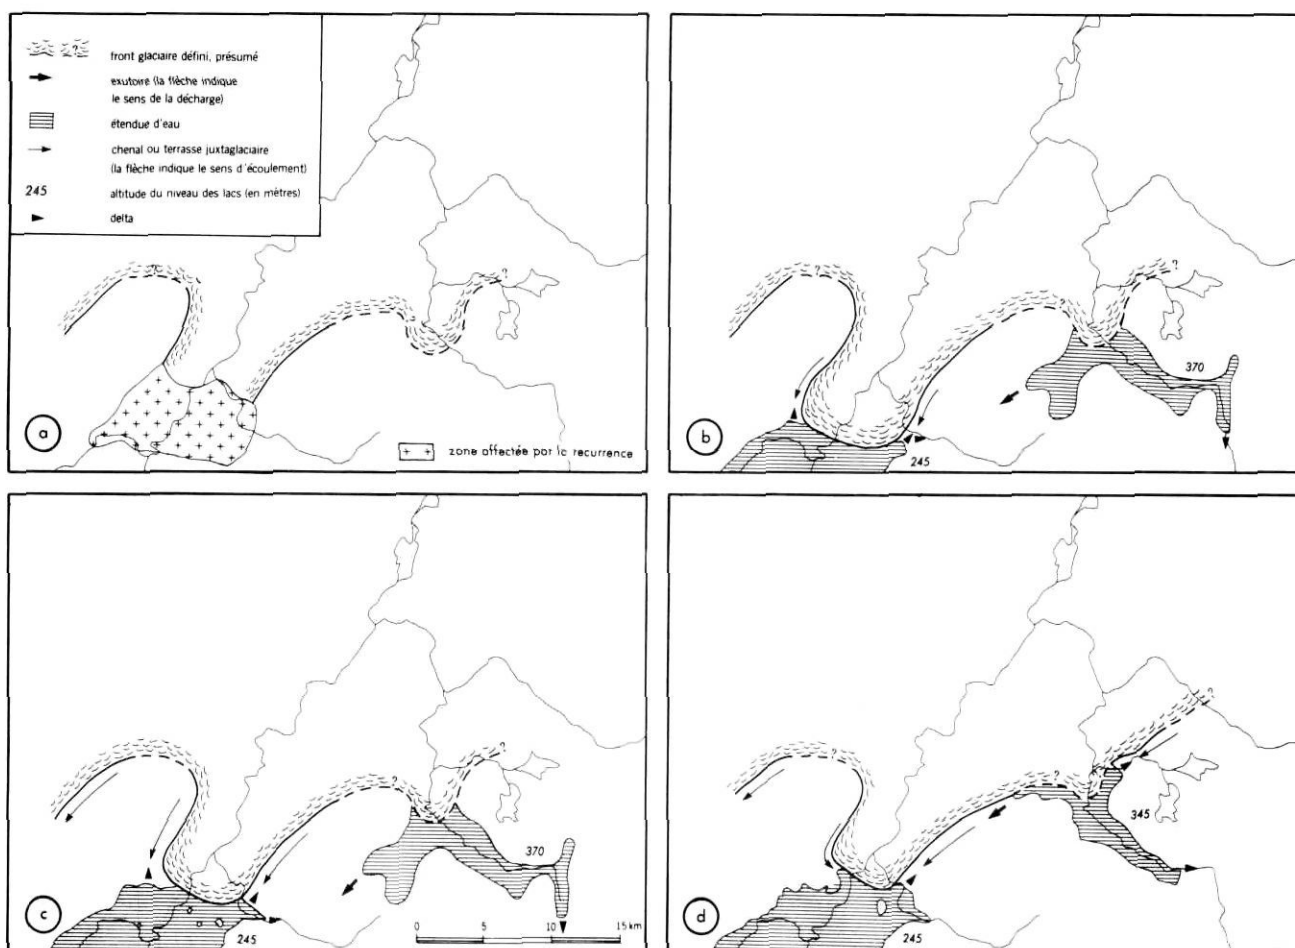 ?
front glaciaire défini, présumé
exutoire (la flèche indique
le sens de la décharge)
étendue d'eau
chenal ou terrasse juxtaglaciaire
(la flèche indique le sens d'écoulement)
245 altitude du niveau des lacs (en mètres)
delta
?
?
a
zone affectée par la recurrence
?
?
370
b
245
?
?
?
370
c
245
0 5 10 15 km
?
?
?
?
345
d
245